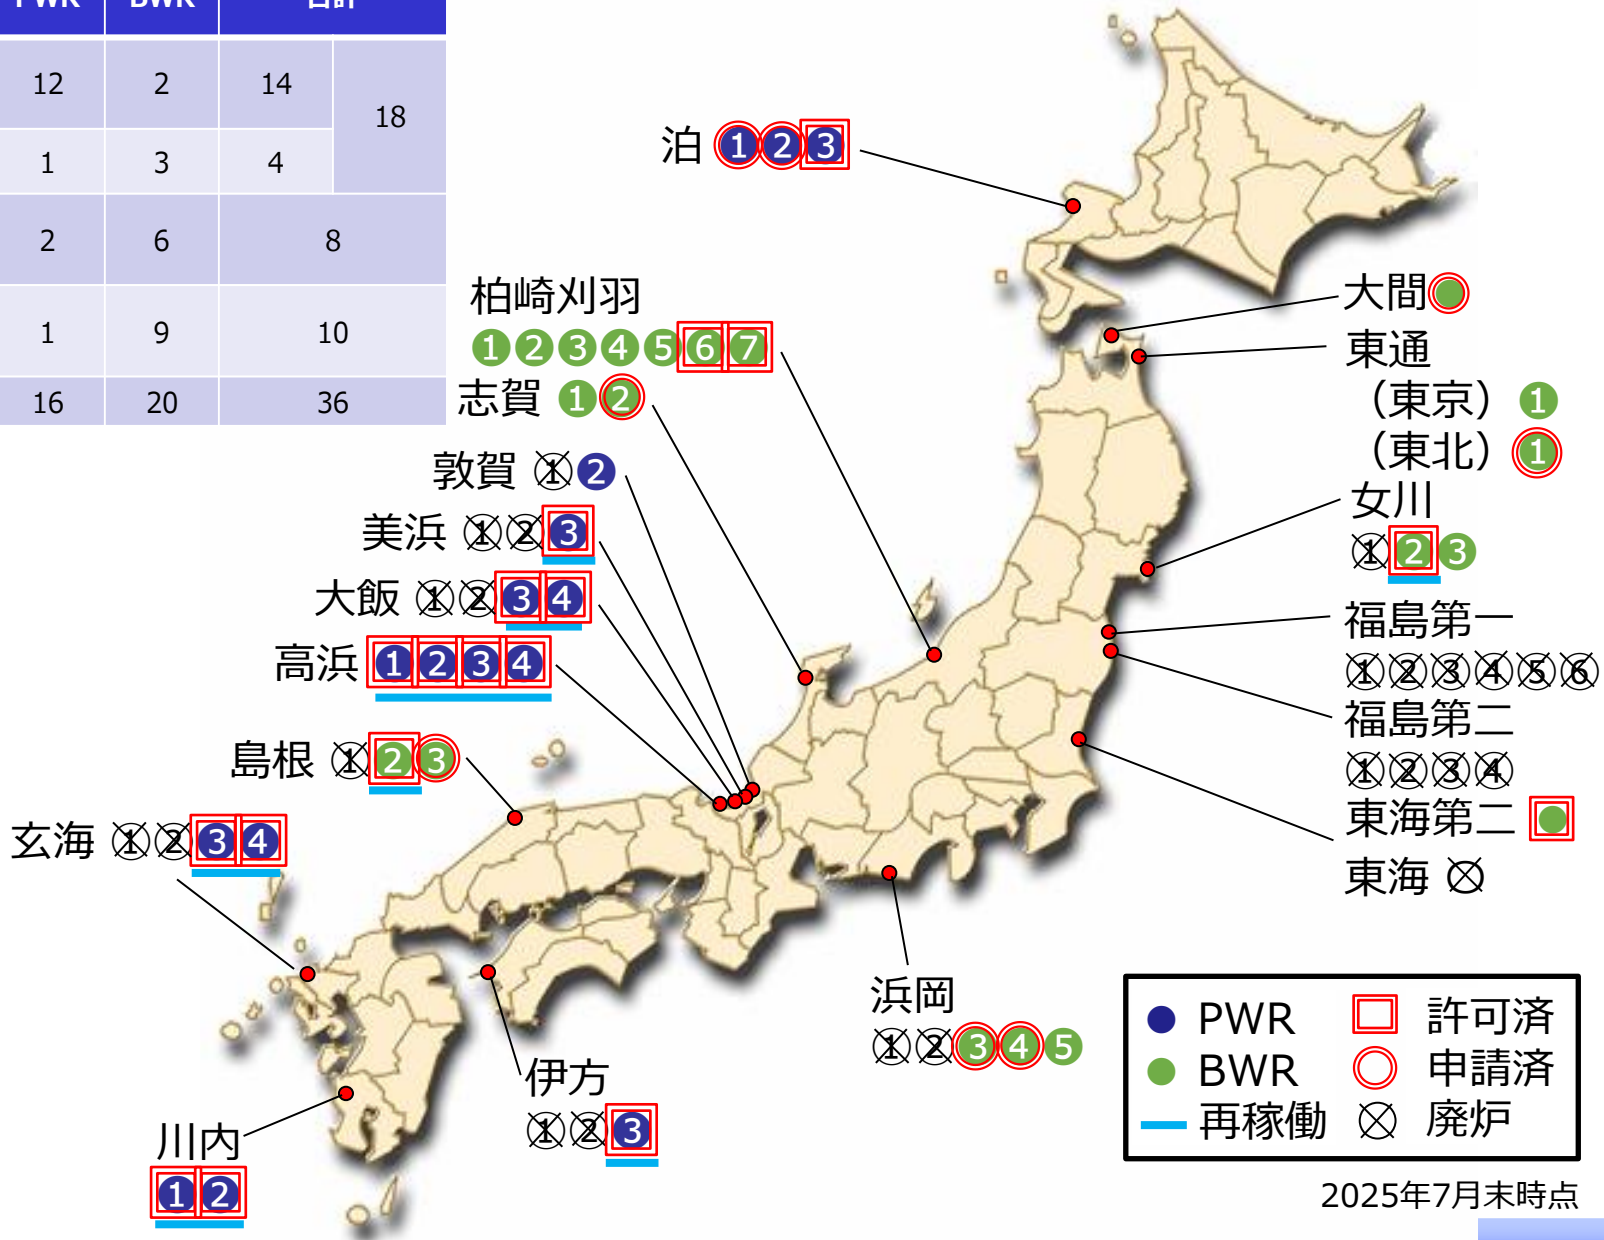 PWR BWR 合計
12 2 14 18
1 3 4
2 6 8
1 9 10
16 20 36
泊 1 2 3
柏崎刈羽
1 2 3 4 5 6 7
志賀 1 2
敦賀 1 2
美浜 1 2 3
大飯 1 2 3 4
高浜 1 2 3 4
島根 1 2 3
玄海 1 2 3 4
川内
1 2
伊方
1 2 3
浜岡
1 2 3 4 5
大間
東通
（東京）1
（東北）1
女川
1 2 3
福島第一
1 2 3 4 5 6
福島第二
1 2 3 4
東海第二
東海
PWR 許可済
BWR 申請済
再稼働 廃炉
2025年7月末時点